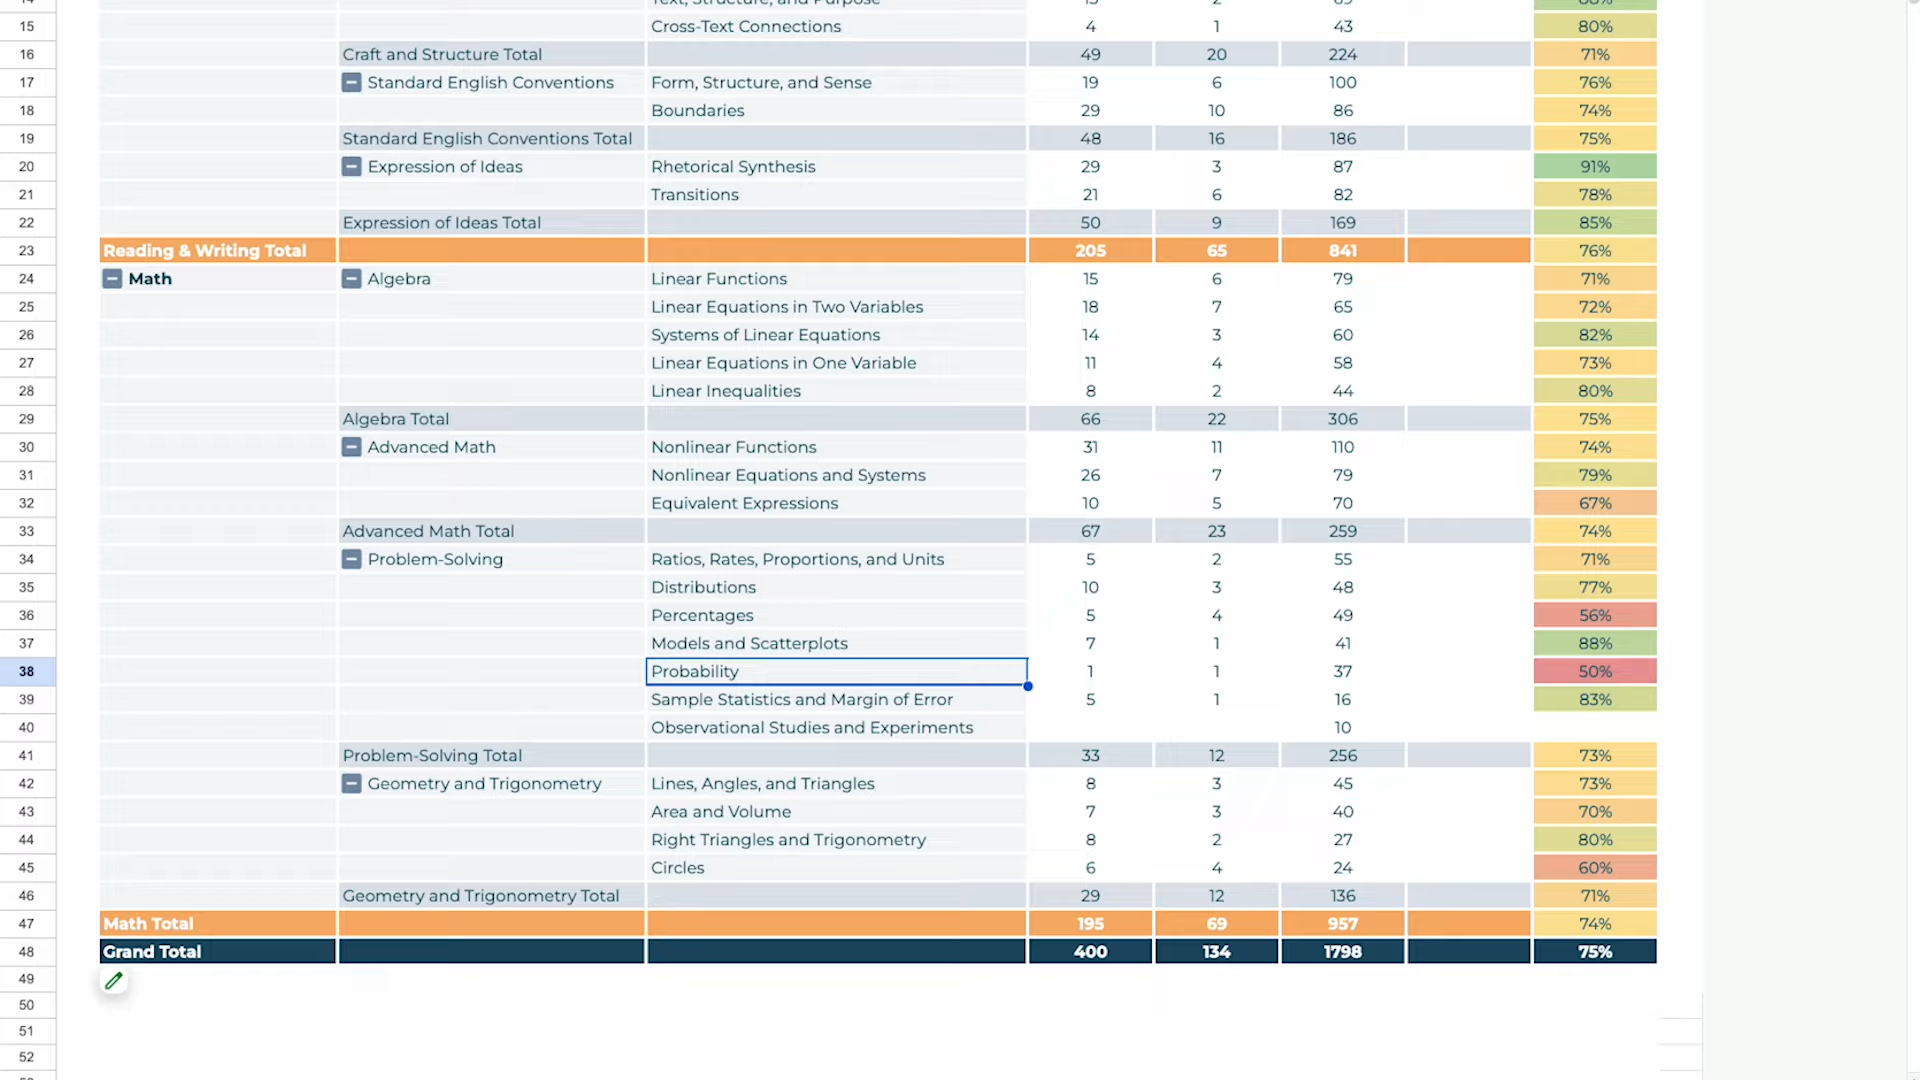 14 Text, Structure, and Purpose
15 Cross-Text Connections 4 1 43 80%
16 Craft and Structure Total 49 20 224 71%
17 Standard English Conventions Form, Structure, and Sense 19 6 100 76%
18 Boundaries 29 10 86 74%
19 Standard English Conventions Total 48 16 186 75%
20 Expression of Ideas Rhetorical Synthesis 29 3 87 91%
21 Transitions 21 6 82 78%
22 Expression of Ideas Total 50 9 169 85%
23 Reading & Writing Total 205 65 841 76%
24 Math Algebra Linear Functions 15 6 79 71%
25 Linear Equations in Two Variables 18 7 65 72%
26 Systems of Linear Equations 14 3 60 82%
27 Linear Equations in One Variable 11 4 58 73%
28 Linear Inequalities 8 2 44 80%
29 Algebra Total 66 22 306 75%
30 Advanced Math Nonlinear Functions 31 11 110 74%
31 Nonlinear Equations and Systems 26 7 79 79%
32 Equivalent Expressions 10 5 70 67%
33 Advanced Math Total 67 23 259 74%
34 Problem-Solving Ratios, Rates, Proportions, and Units 5 2 55 71%
35 Distributions 10 3 48 77%
36 Percentages 5 4 49 56%
37 Models and Scatterplots 7 1 41 88%
38 Probability 1 1 37 50%
39 Sample Statistics and Margin of Error 5 1 16 83%
40 Observational Studies and Experiments 10
41 Problem-Solving Total 33 12 256 73%
42 Geometry and Trigonometry Lines, Angles, and Triangles 8 3 45 73%
43 Area and Volume 7 3 40 70%
44 Right Triangles and Trigonometry 8 2 27 80%
45 Circles 6 4 24 60%
46 Geometry and Trigonometry Total 29 12 136 71%
47 Math Total 195 69 957 74%
48 Grand Total 400 134 1798 75%
49
50
51
52